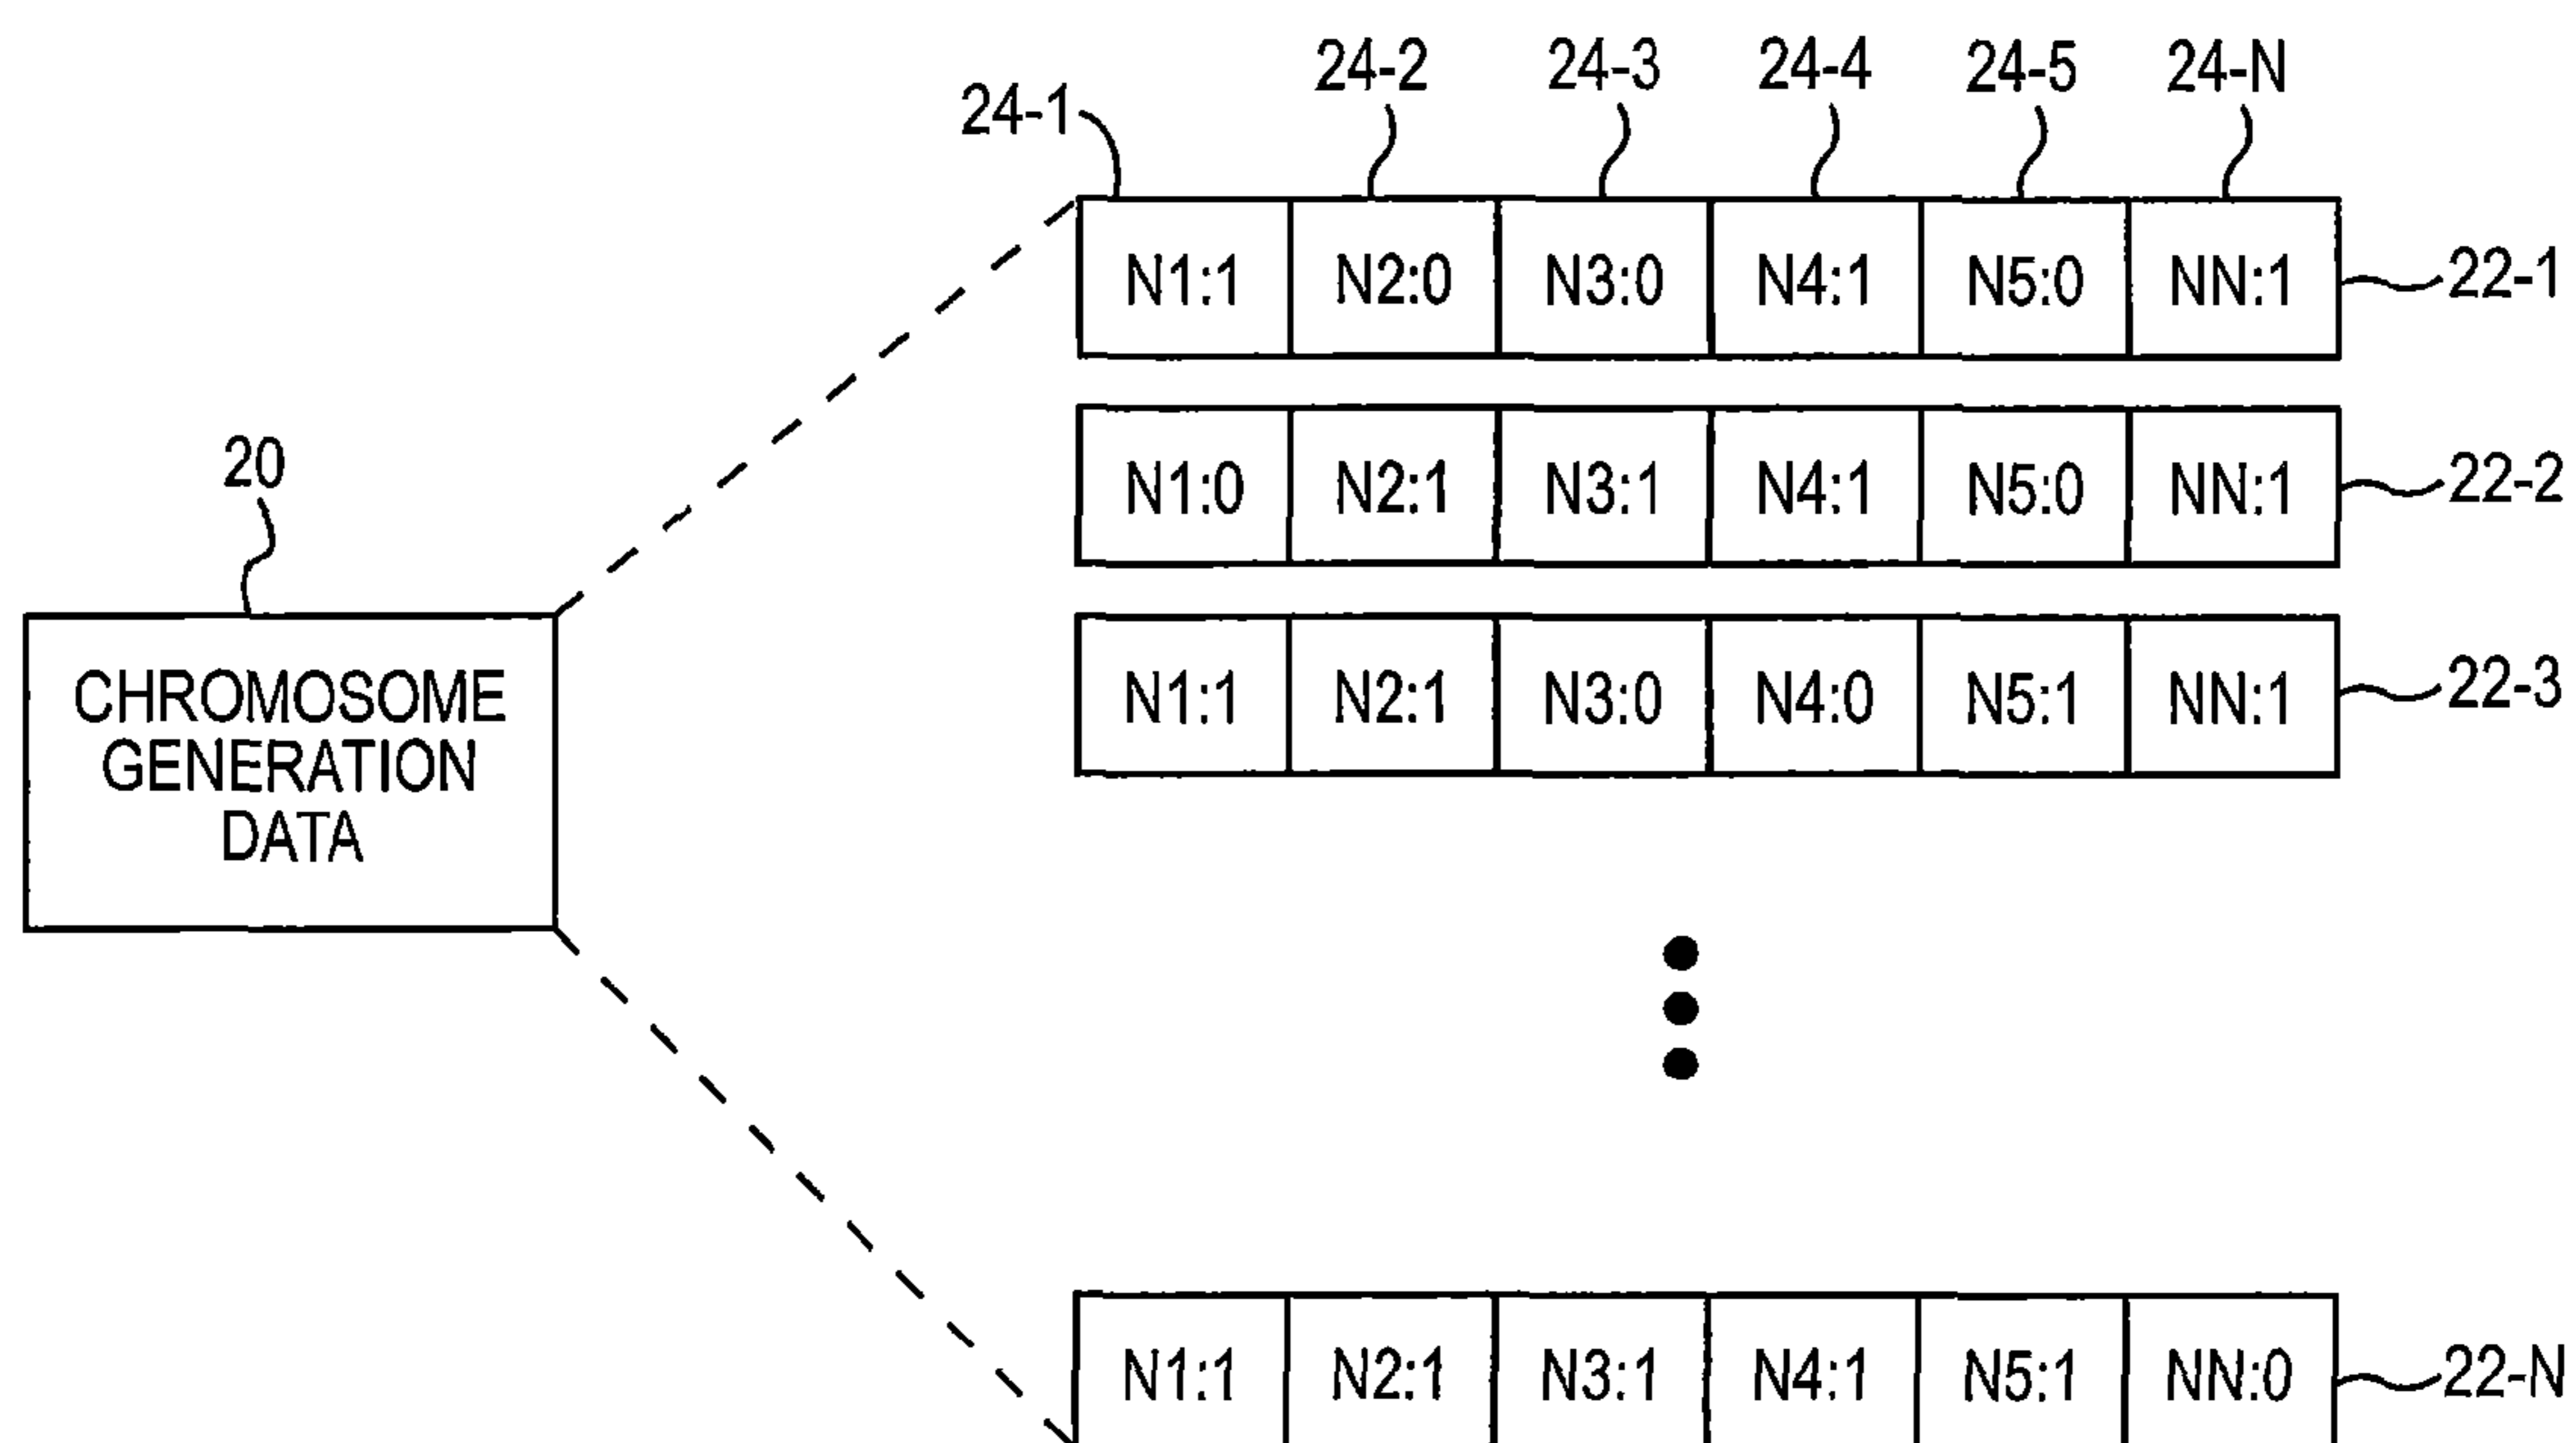 24-1 24-2 24-3 24-4 24-5 24-N
N1:1 N2:0 N3:0 N4:1 N5:0 NN:1 22-1
N1:0 N2:1 N3:1 N4:1 N5:0 NN:1 22-2
20
N1:1 N2:1 N3:0 N4:0 N5:1 NN:1 22-3
CHROMOSOME
GENERATION
DATA
N1:1 N2:1 N3:1 N4:1 N5:1 NN:0 22-N